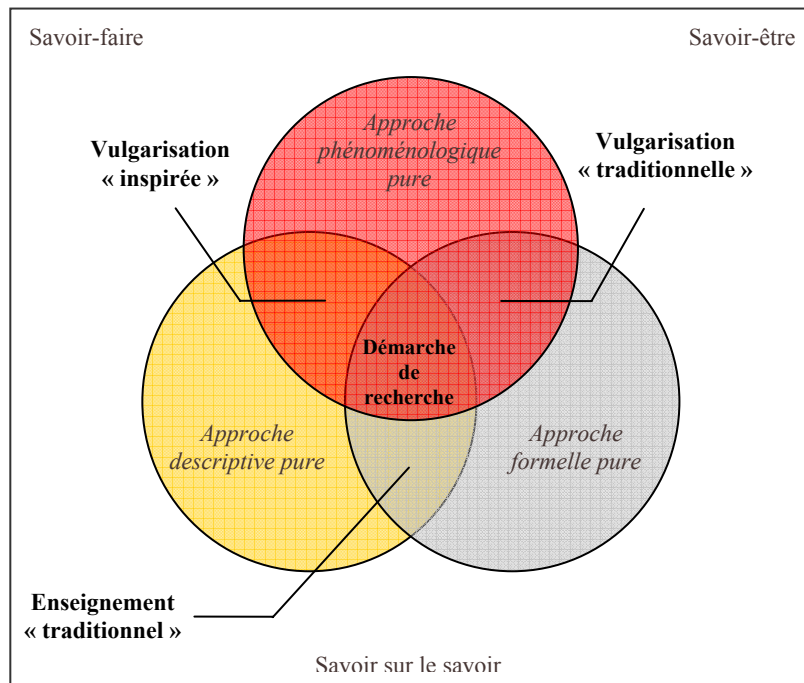 Savoir-faire
Savoir-être
Approche
phénoménologique
pure
Vulgarisation
« inspirée »
Vulgarisation
« traditionnelle »
Démarche
de
recherche
Approche
descriptive pure
Approche
formelle pure
Enseignement
« traditionnel »
Savoir sur le savoir